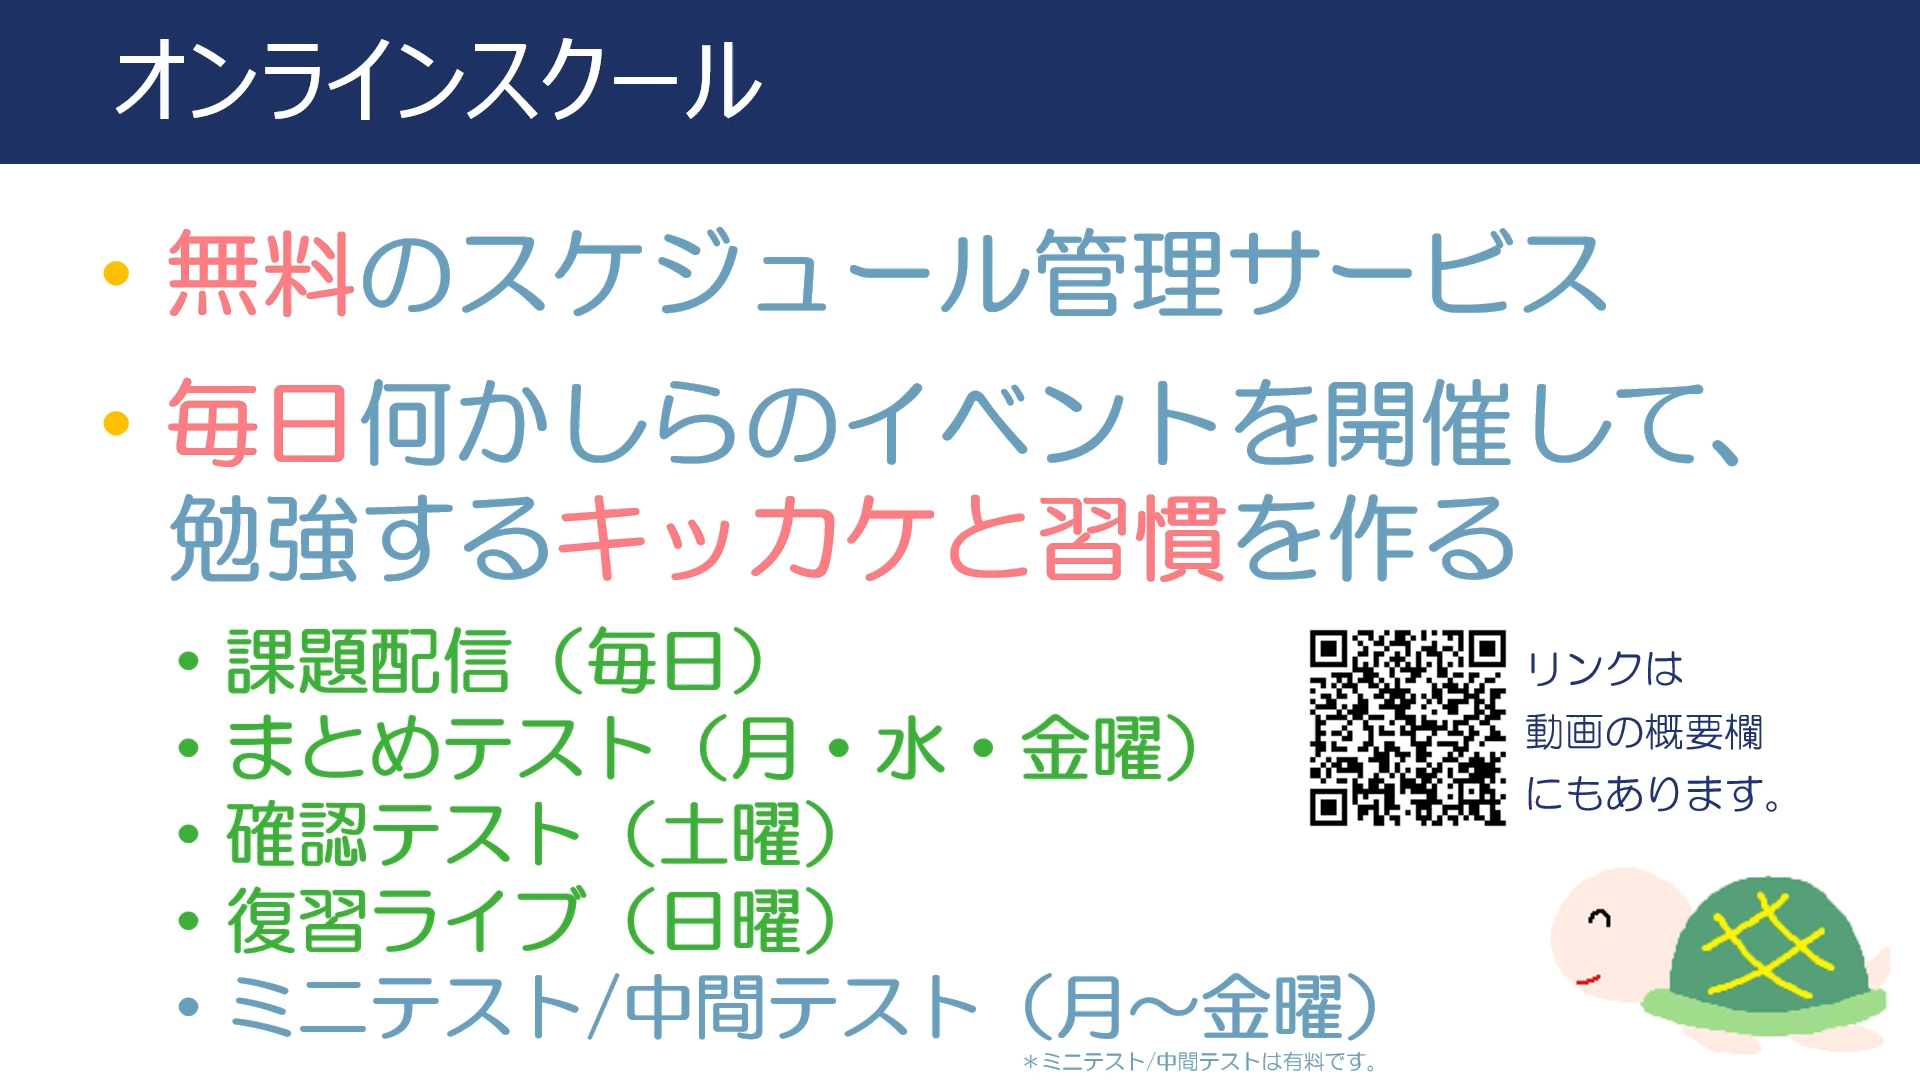 オンラインスクール
• 無料のスケジュール管理サービス
• 毎日何かしらのイベントを開催して、
勉強するキッカケと習慣を作る
• 課題配信（毎日）
• まとめテスト（月・水・金曜）
• 確認テスト（土曜）
• 復習ライブ（日曜）
• ミニテスト/中間テスト（月～金曜）
＊ミニテスト/中間テストは有料です。
リンクは
動画の概要欄
にもあります。